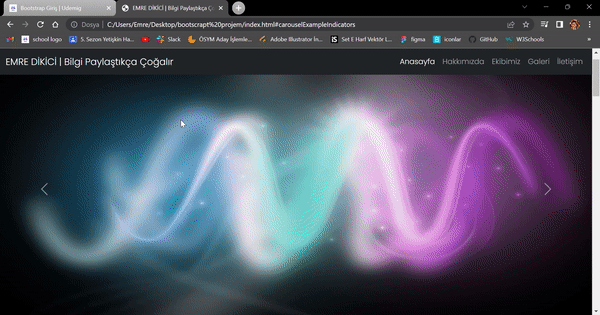 Bootstrap Giriş | Udemig
EMRE DİKİCİ | Bilgi Paylaştıkça Ç
Dosya | C:/Users/Emre/Desktop/bootscrapt%20projem/index.html#carouselExampleIndicators
school logo 5. Sezon Yetişkin Ha... Slack ÖSYM Aday İşlemle... Adobe Illustrator İn... Set E Harf Vektör L... figma iconlar GitHub W3Schools
EMRE DİKİCİ | Bilgi Paylaştıkça Çoğalır
Anasayfa Hakkımızda Ekibimiz Galeri İletişim